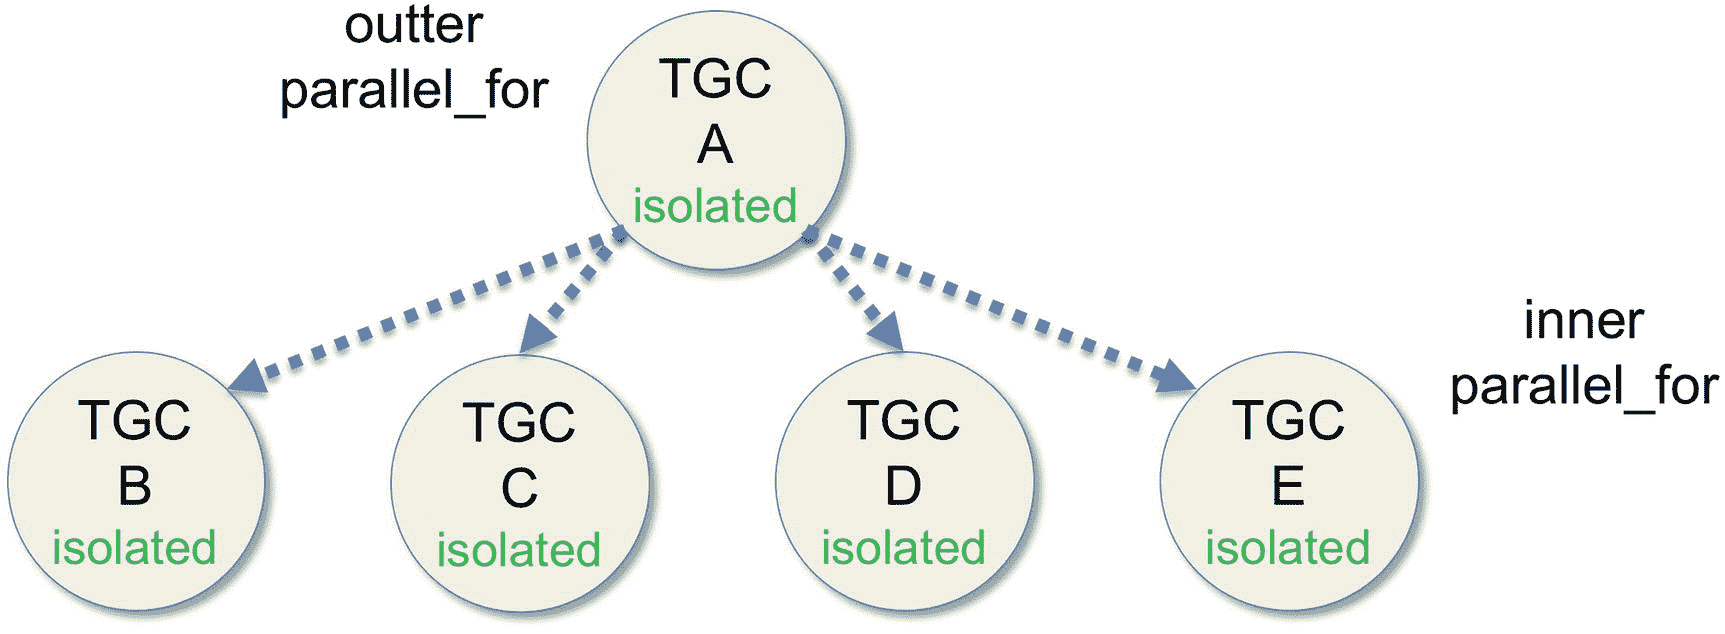 outter
parallel_for
TGC
A
isolated
inner
parallel_for
TGC
B
isolated
TGC
C
isolated
TGC
D
isolated
TGC
E
isolated